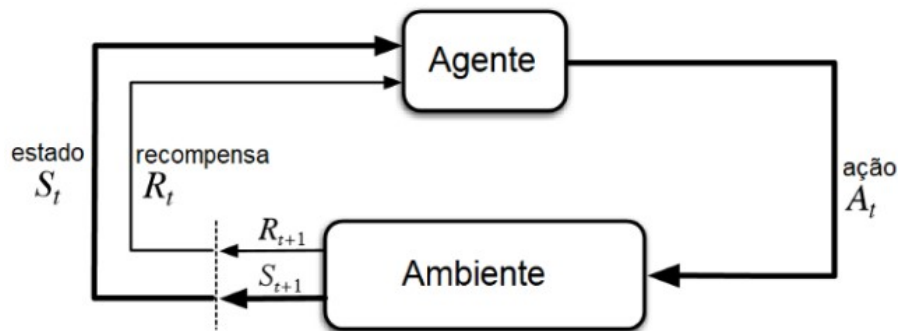 Agente
estado
S_t
recompensa
R_t
ação
A_t
R_{t+1}
S_{t+1}
Ambiente